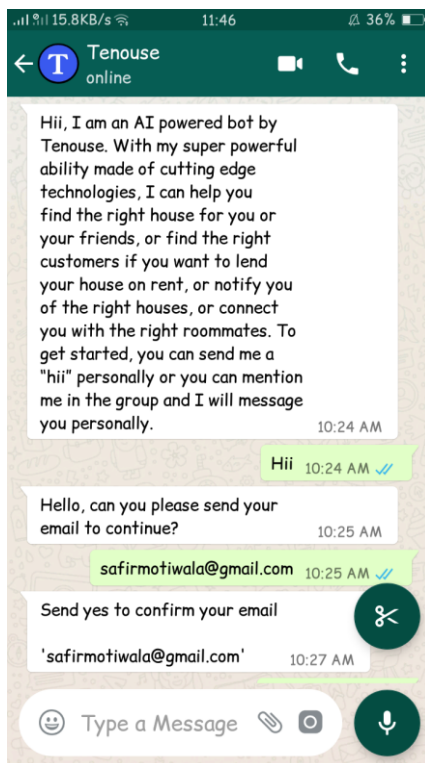 15.8KB/s 11:46 36%
T Tenouse
online
Hii, I am an AI powered bot by
Tenouse. With my super powerful
ability made of cutting edge
technologies, I can help you
find the right house for you or
your friends, or find the right
customers if you want to lend
your house on rent, or notify you
of the right houses, or connect
you with the right roommates. To
get started, you can send me a
"hii" personally or you can mention
me in the group and I will message
you personally. 10:24 AM
Hii 10:24 AM
Hello, can you please send your
email to continue? 10:25 AM
safirmotiwala@gmail.com 10:25 AM
Send yes to confirm your email
'safirmotiwala@gmail.com' 10:27 AM
Type a Message